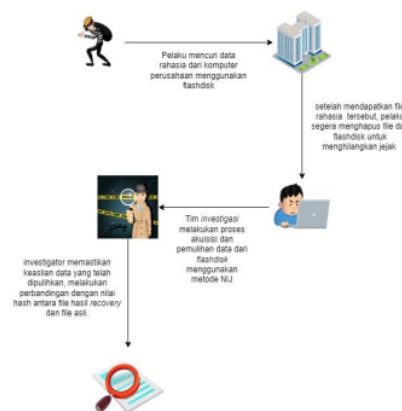 Pelaku mencuri data
rahasia dari komputer
perusahaan menggunakan
flashdisk
setelah mendapatkan file
rahasia tersebut, pelaku
segera menghapus file
flashdisk untuk
menghilangkan jejak
Tim investigasi
melakukan proses
akuisisi dan
pemulihan data dari
flashdisk
menggunakan
metode NIJ
investigator memastikan
keaslian data yang telah
dipulihkan, melakukan
perbandingan dengan nilai
hash antara file hasil recovery
dan file asli.